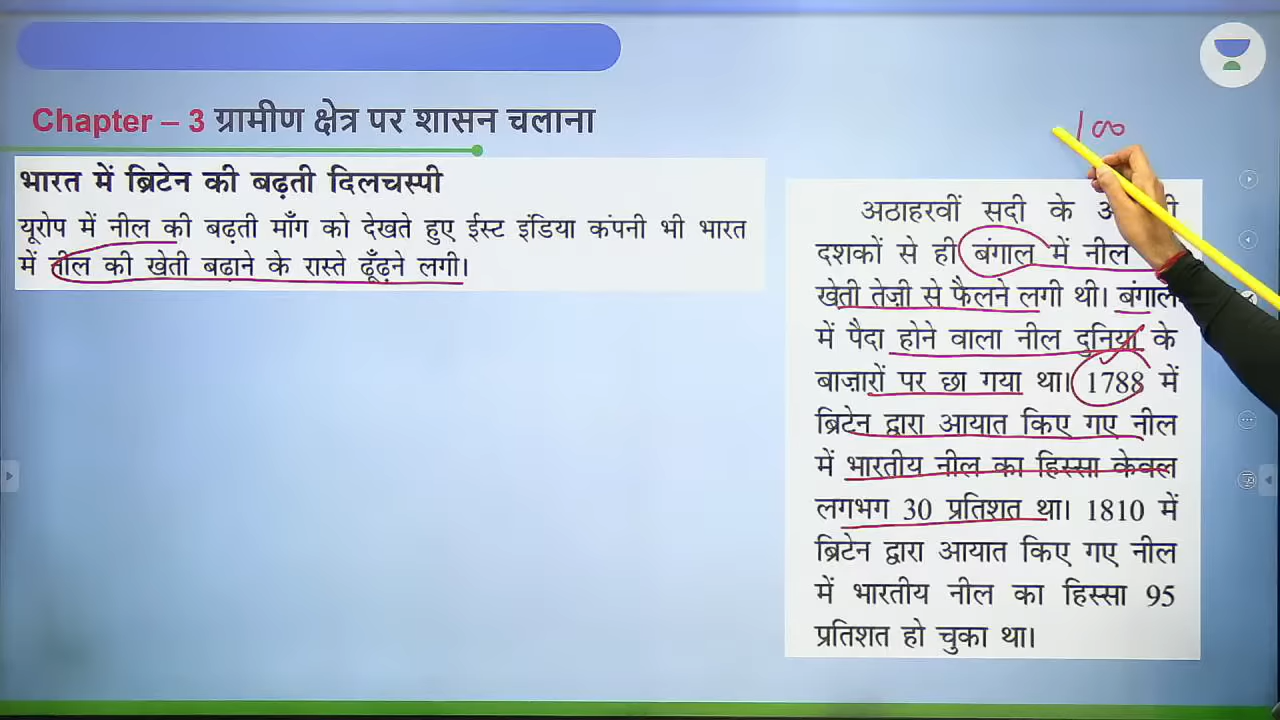 Chapter – 3 ग्रामीण क्षेत्र पर शासन चलाना
भारत में ब्रिटेन की बढ़ती दिलचस्पी
यूरोप में नील की बढ़ती माँग को देखते हुए ईस्ट इंडिया कंपनी भी भारत
में नील की खेती बढ़ाने के रास्ते ढूँढ़ने लगी।
100
अठाहरवीं सदी के
दशकों से ही बंगाल में नील
खेती तेज़ी से फैलने लगी थी। बंगाल
में पैदा होने वाला नील दुनिया के
बाज़ारों पर छा गया था। 1788 में
ब्रिटेन द्वारा आयात किए गए नील
में भारतीय नील का हिस्सा केवल
लगभग 30 प्रतिशत था। 1810 में
ब्रिटेन द्वारा आयात किए गए नील
में भारतीय नील का हिस्सा 95
प्रतिशत हो चुका था।